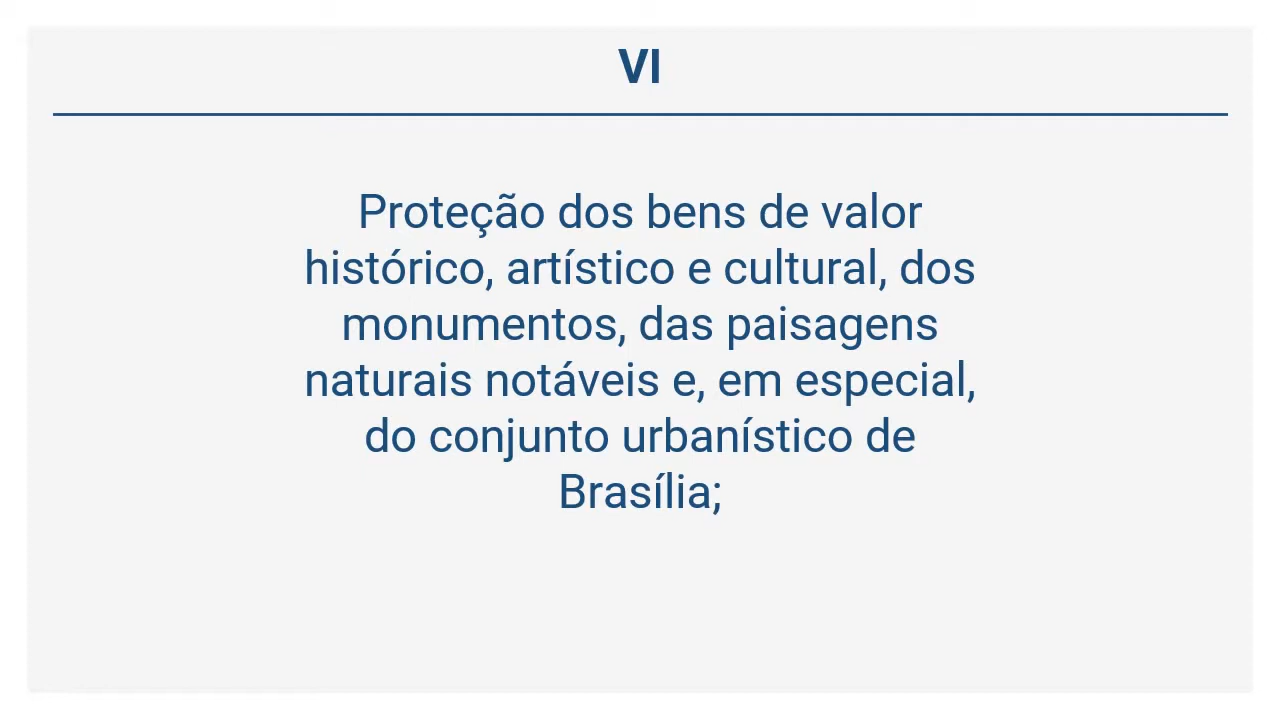 VI
Proteção dos bens de valor
histórico, artístico e cultural, dos
monumentos, das paisagens
naturais notáveis e, em especial,
do conjunto urbanístico de
Brasília;